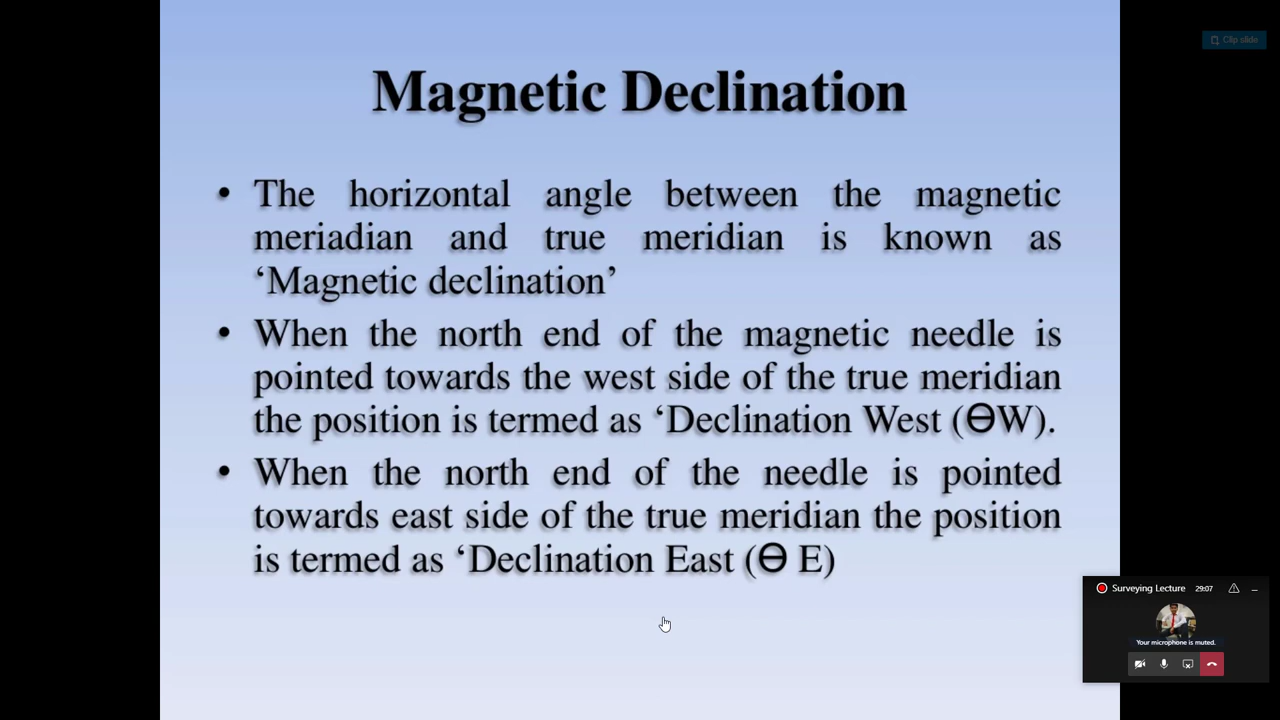 Clip slide
Magnetic Declination
• The horizontal angle between the magnetic
meriadian and true meridian is known as
‘Magnetic declination’
• When the north end of the magnetic needle is
pointed towards the west side of the true meridian
the position is termed as ‘Declination West (ӨW).
• When the north end of the needle is pointed
towards east side of the true meridian the position
is termed as ‘Declination East (Ө E)
Surveying Lecture 29:07
Your microphone is muted.